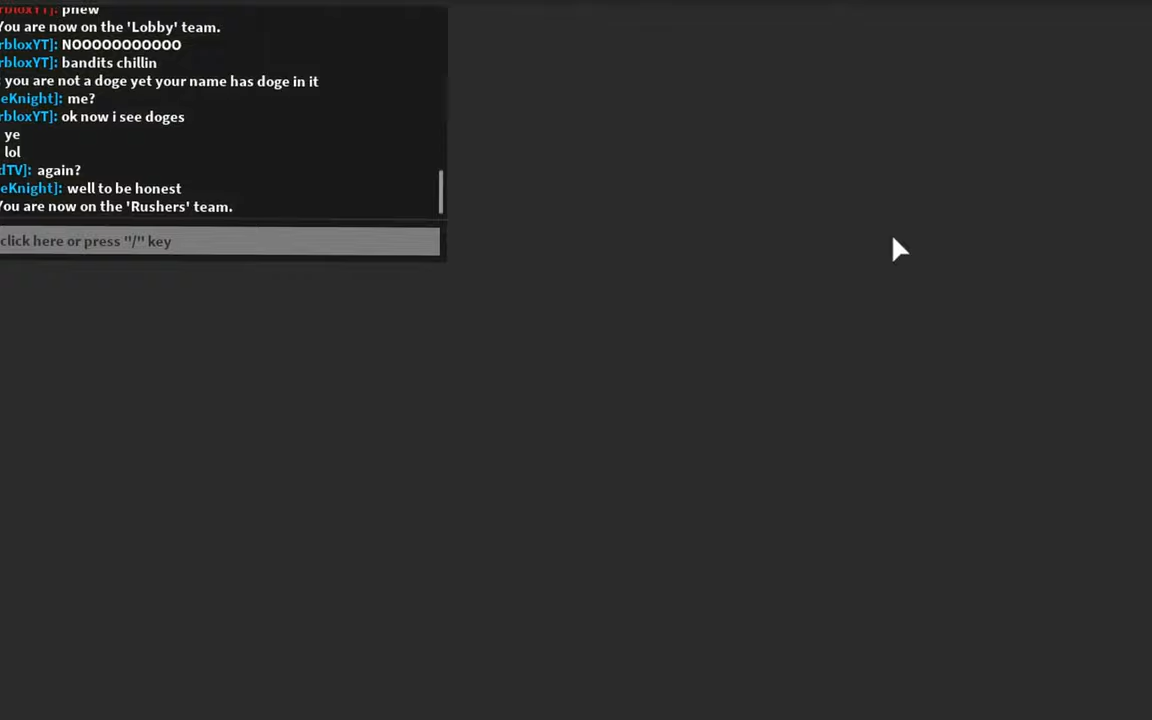 rbloxYT]: phew
You are now on the 'Lobby' team.
rbloxYT]: NOOOOOOOOOOO
rbloxYT]: bandits chillin
: you are not a doge yet your name has doge in it
eKnight]: me?
rbloxYT]: ok now i see doges
ye
lol
dTV]: again?
eKnight]: well to be honest
You are now on the 'Rushers' team.
click here or press "/" key